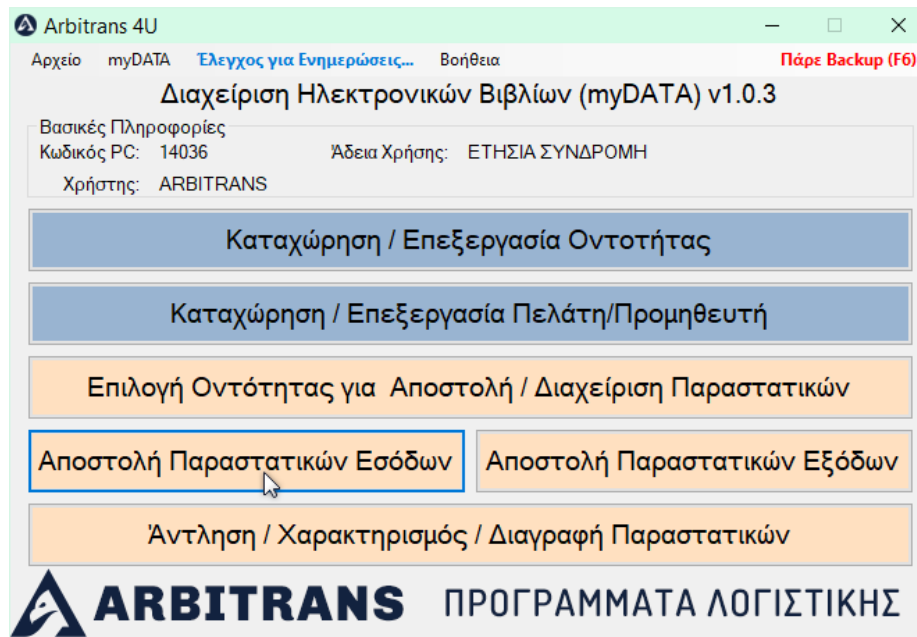 Arbitrans 4U
Αρχείο myDATA Έλεγχος για Ενημερώσεις... Βοήθεια Πάρε Backup (F6)
Διαχείριση Ηλεκτρονικών Βιβλίων (myDATA) v1.0.3
Βασικές Πληροφορίες
Κωδικός PC: 14036 Άδεια Χρήσης: ΕΤΗΣΙΑ ΣΥΝΔΡΟΜΗ
Χρήστης: ARBITRANS
Καταχώρηση / Επεξεργασία Οντοτήτας
Καταχώρηση / Επεξεργασία Πελάτη/Προμηθευτή
Επιλογή Οντότητας για Αποστολή / Διαχείριση Παραστατικών
Αποστολή Παραστατικών Εσόδων Αποστολή Παραστατικών Εξόδων
Άντληση / Χαρακτηρισμός / Διαγραφή Παραστατικών
ARBITRANS ΠΡΟΓΡΑΜΜΑΤΑ ΛΟΓΙΣΤΙΚΗΣ